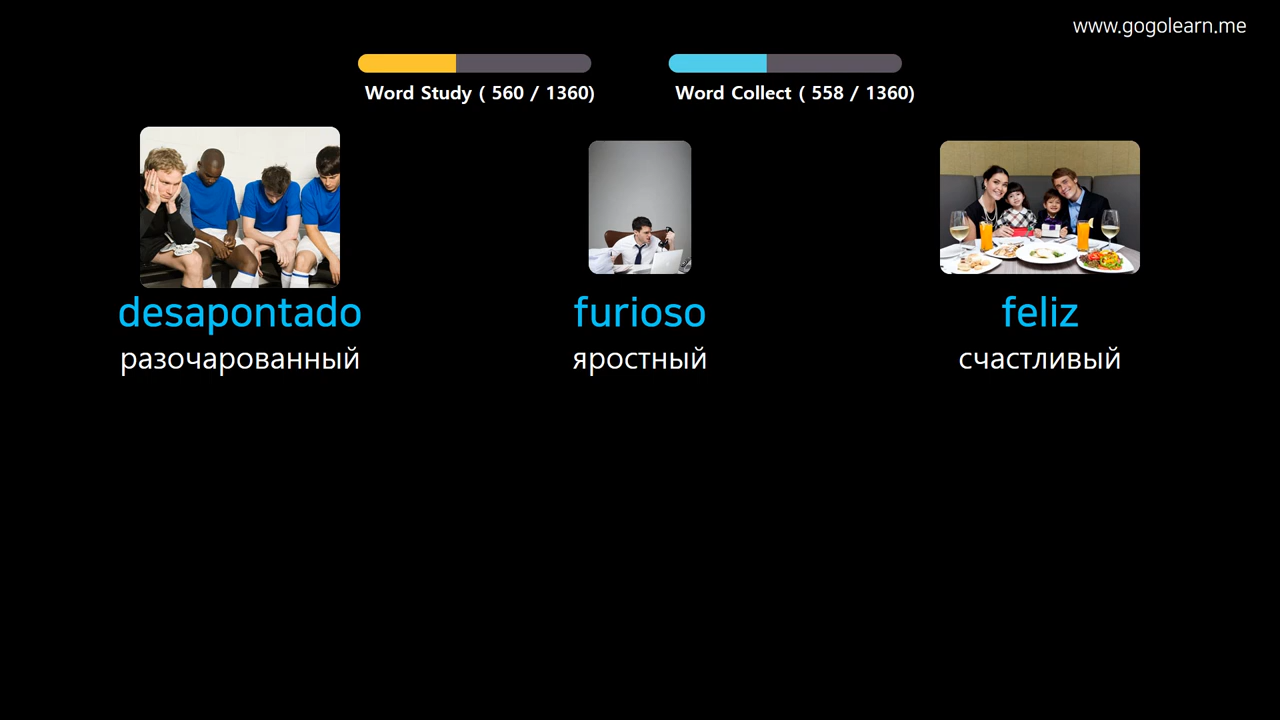 www.gogolearn.me
Word Study ( 560 / 1360)
Word Collect ( 558 / 1360)
desapontado
разочарованный
furioso
яростный
feliz
счастливый